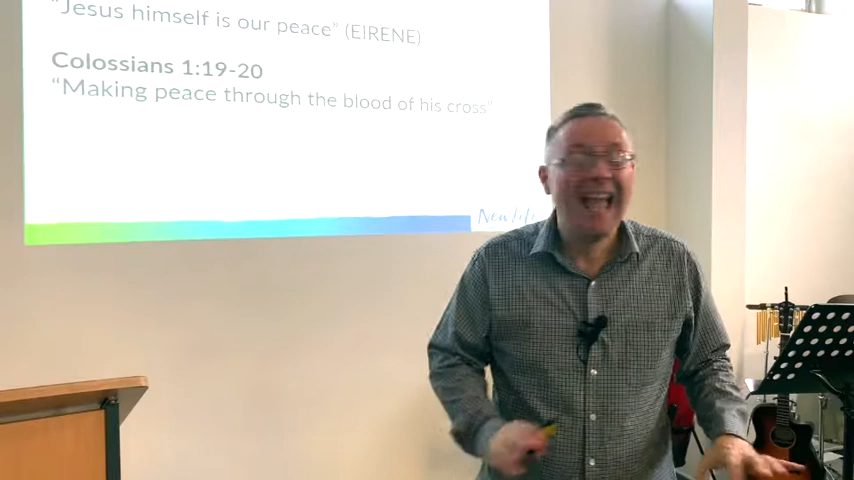 “Jesus himself is our peace” (EIRENE)
Colossians 1:19-20
“Making peace through the blood of his cross”
New life